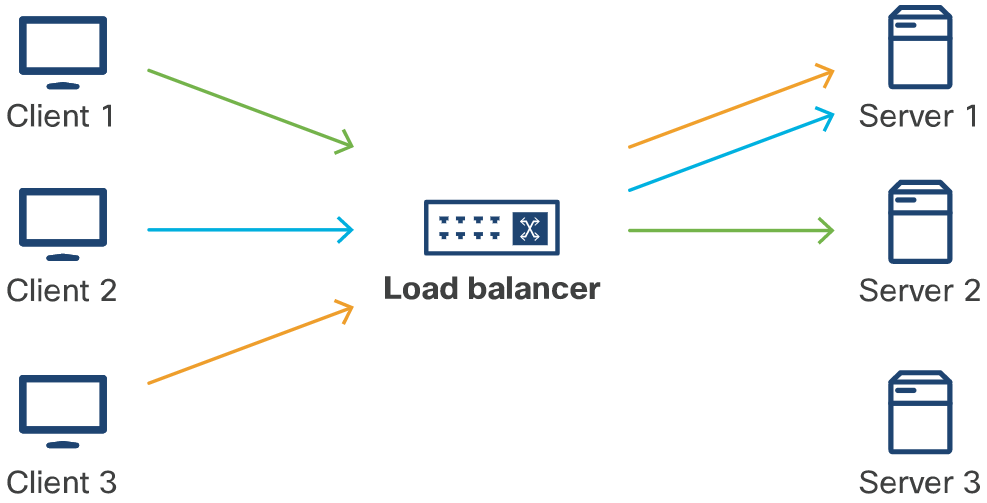 Client 1
Server 1
Client 2
Load balancer
Server 2
Client 3
Server 3